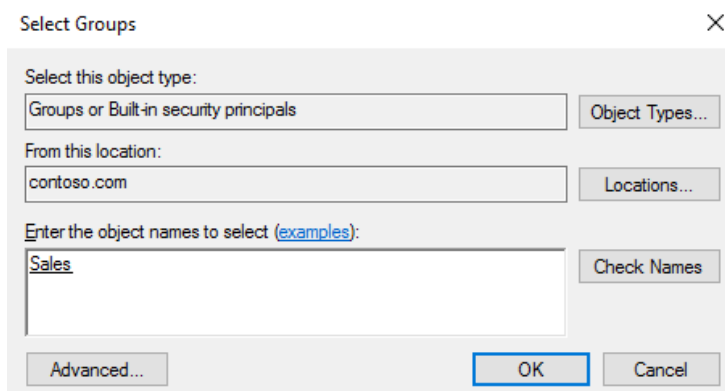 Select Groups
Select this object type:
Groups or Built-in security principals
Object Types...
From this location:
contoso.com
Locations...
Enter the object names to select (examples):
Sales
Check Names
Advanced...
OK
Cancel